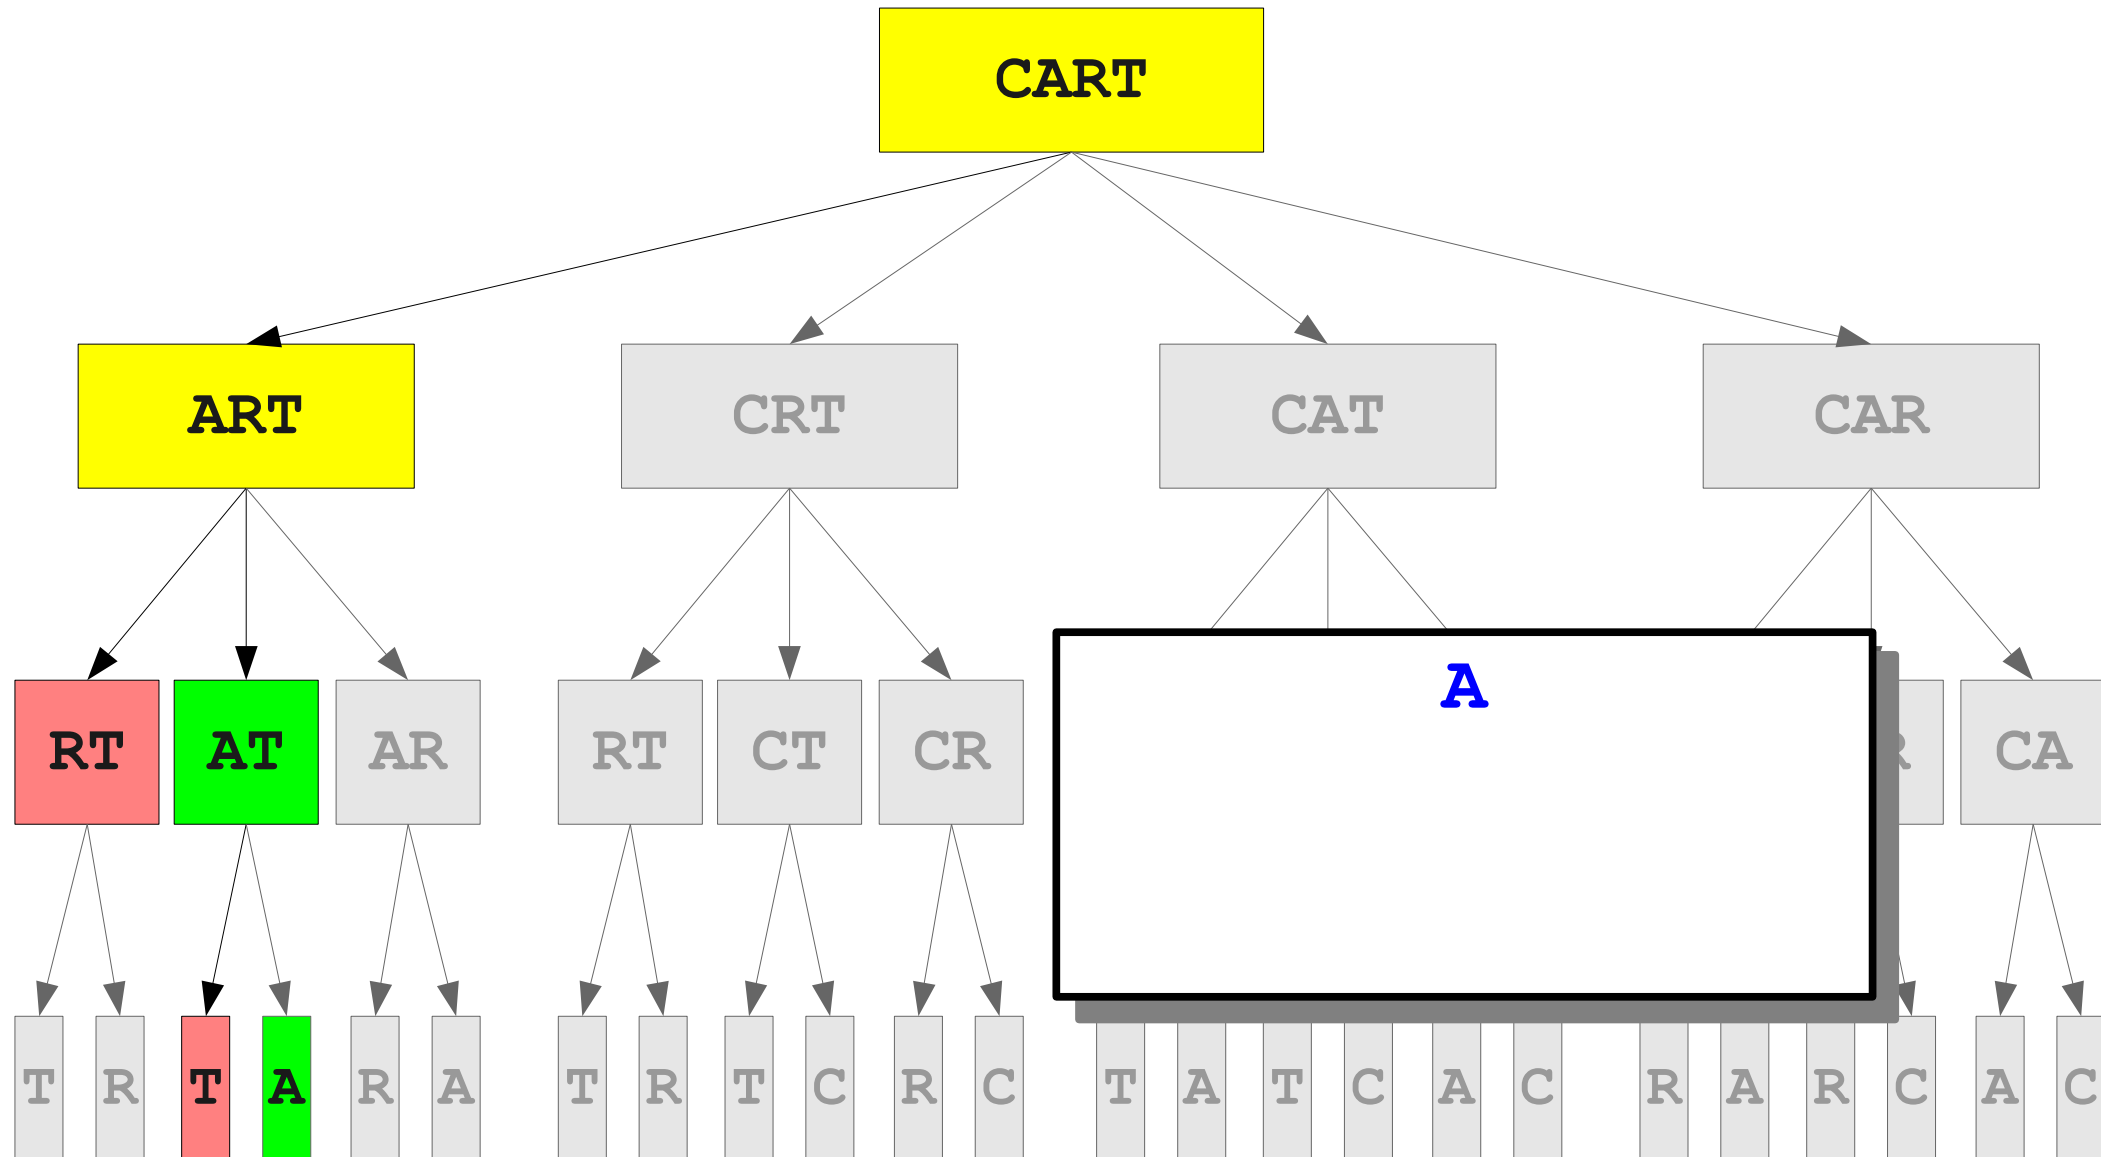 CART
ART CRT CAT CAR
A
RT AT AR RT CT CR CA
T R T A R A T R T C R C T A T C A C R A R C A C